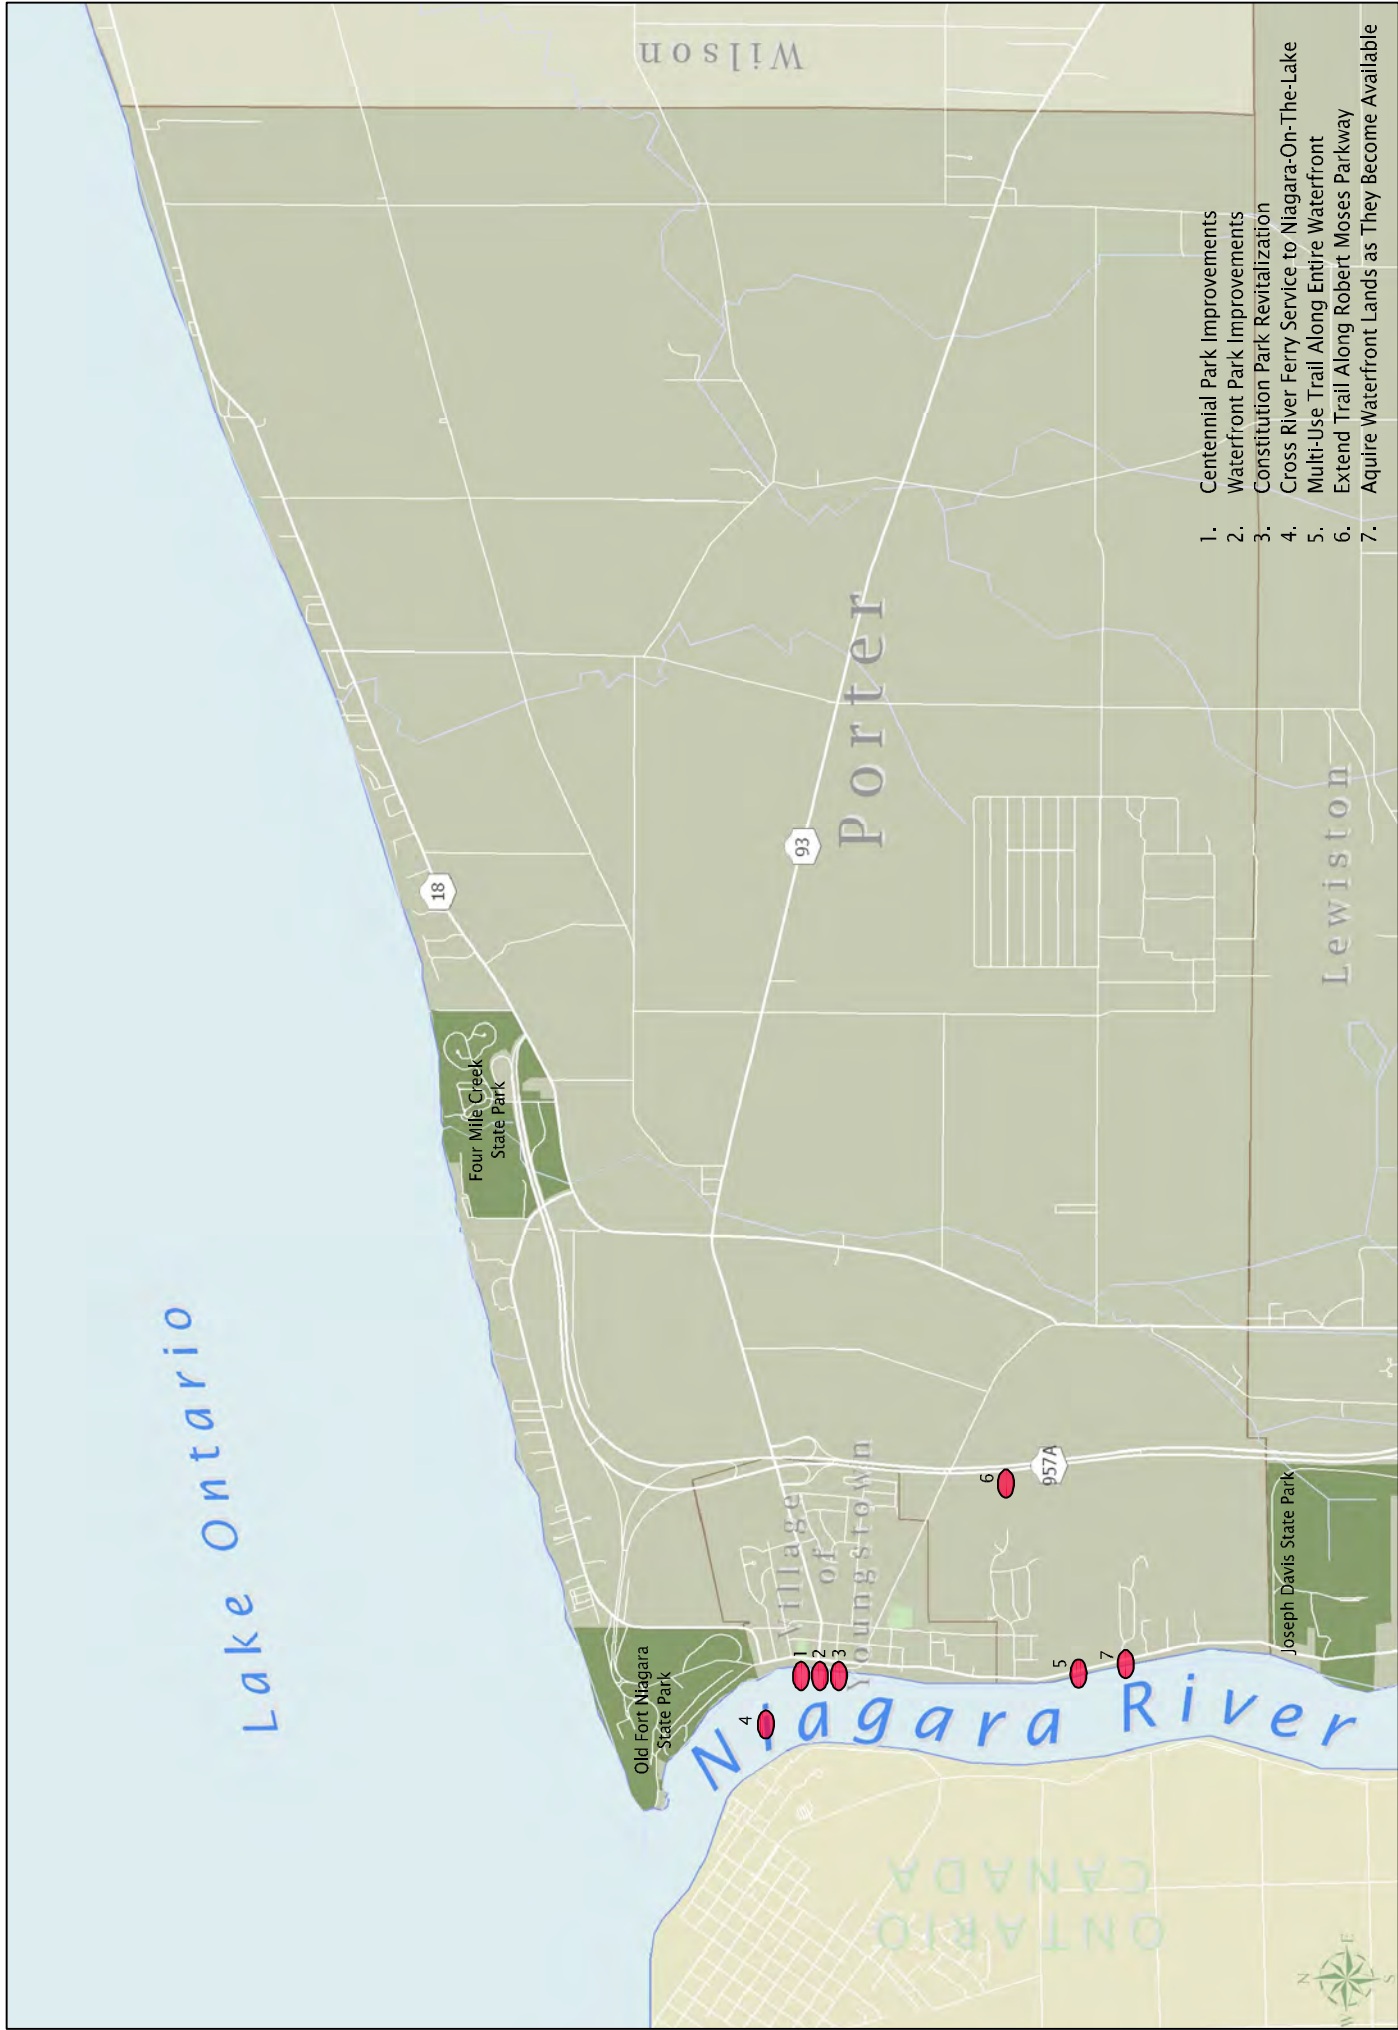 Lake Ontario
Wilson
18
Four Mile Creek
State Park
93
Porter
Old Fort Niagara
State Park
Village
of
Youngstown
4
1
2
3
6
957A
5
7
Niagara River
Joseph Davis State Park
Lewiston
ONTARIO
CANADA
N
W
E
S
1. Centennial Park Improvements
2. Waterfront Park Improvements
3. Constitution Park Revitalization
4. Cross River Ferry Service to Niagara-On-The-Lake
5. Multi-Use Trail Along Entire Waterfront
6. Extend Trail Along Robert Moses Parkway
7. Aquire Waterfront Lands as They Become Available